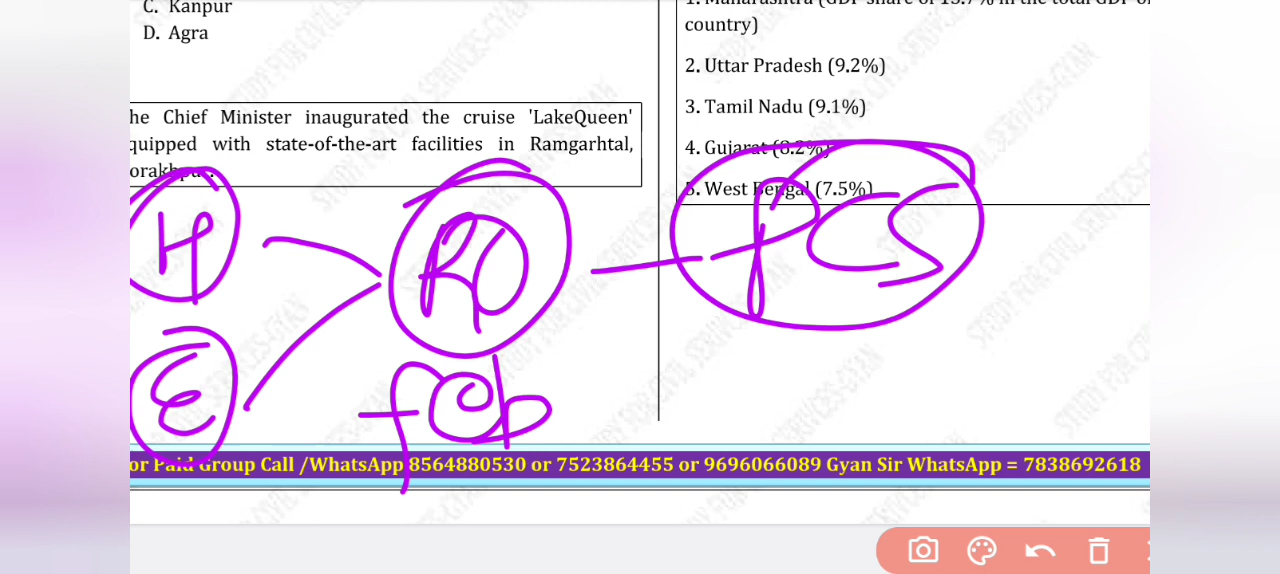 C. Kanpur
D. Agra
he Chief Minister inaugurated the cruise 'LakeQueen'
quipped with state-of-the-art facilities in Ramgarhtal,
country)
2. Uttar Pradesh (9.2%)
3. Tamil Nadu (9.1%)
4. Gujarat (8.2%)
5. West Bengal (7.5%)
H
E
RO
PCS
or Paid Group Call /WhatsApp 8564880530 or 7523864455 or 9696066089 Gyan Sir WhatsApp = 7838692618